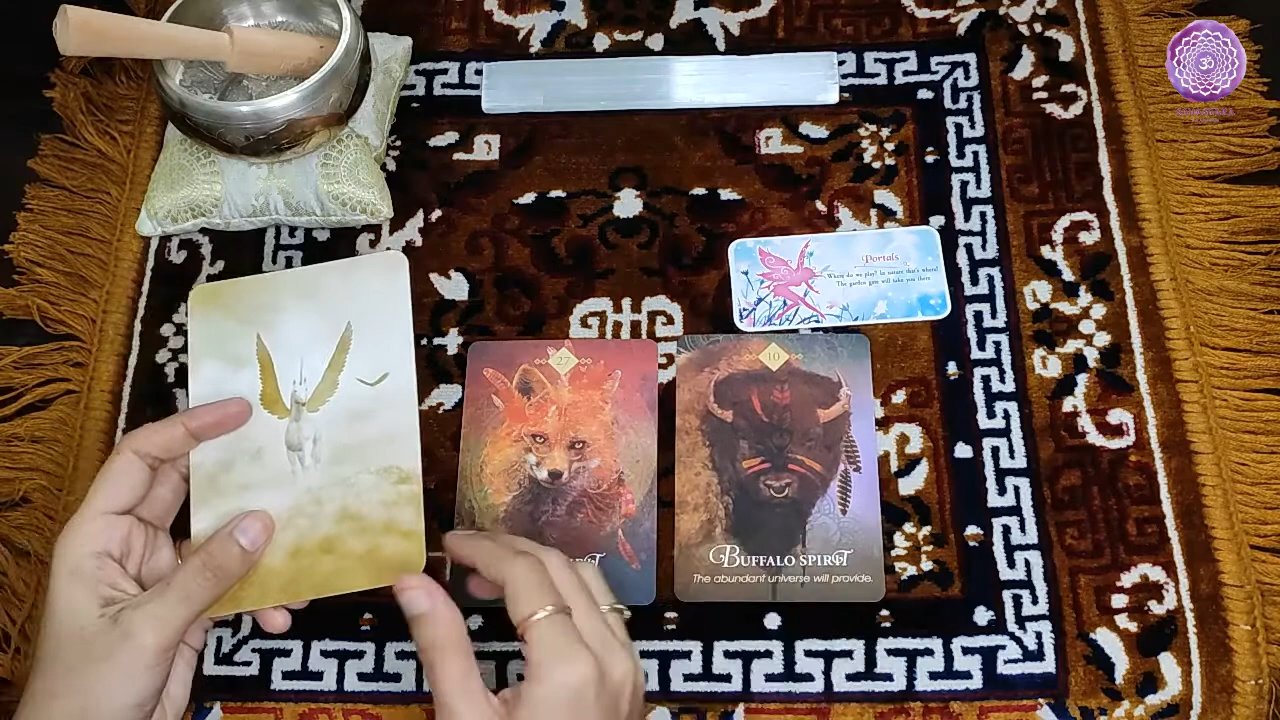 Portals
Where do we play? In nature that's where!
The garden gate will take you there
27
10
BUFFALO SPIRIT
The abundant universe will provide.
ॐ